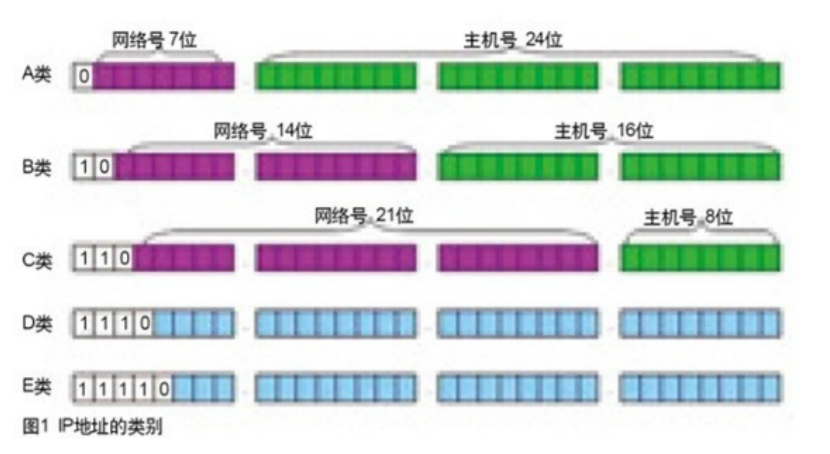 网络号 7位 主机号 24位
A类 0
网络号 14位 主机号 16位
B类 1 0
网络号 21位 主机号 8位
C类 1 1 0
D类 1 1 1 0
E类 1 1 1 1 0
图1 IP地址的类别